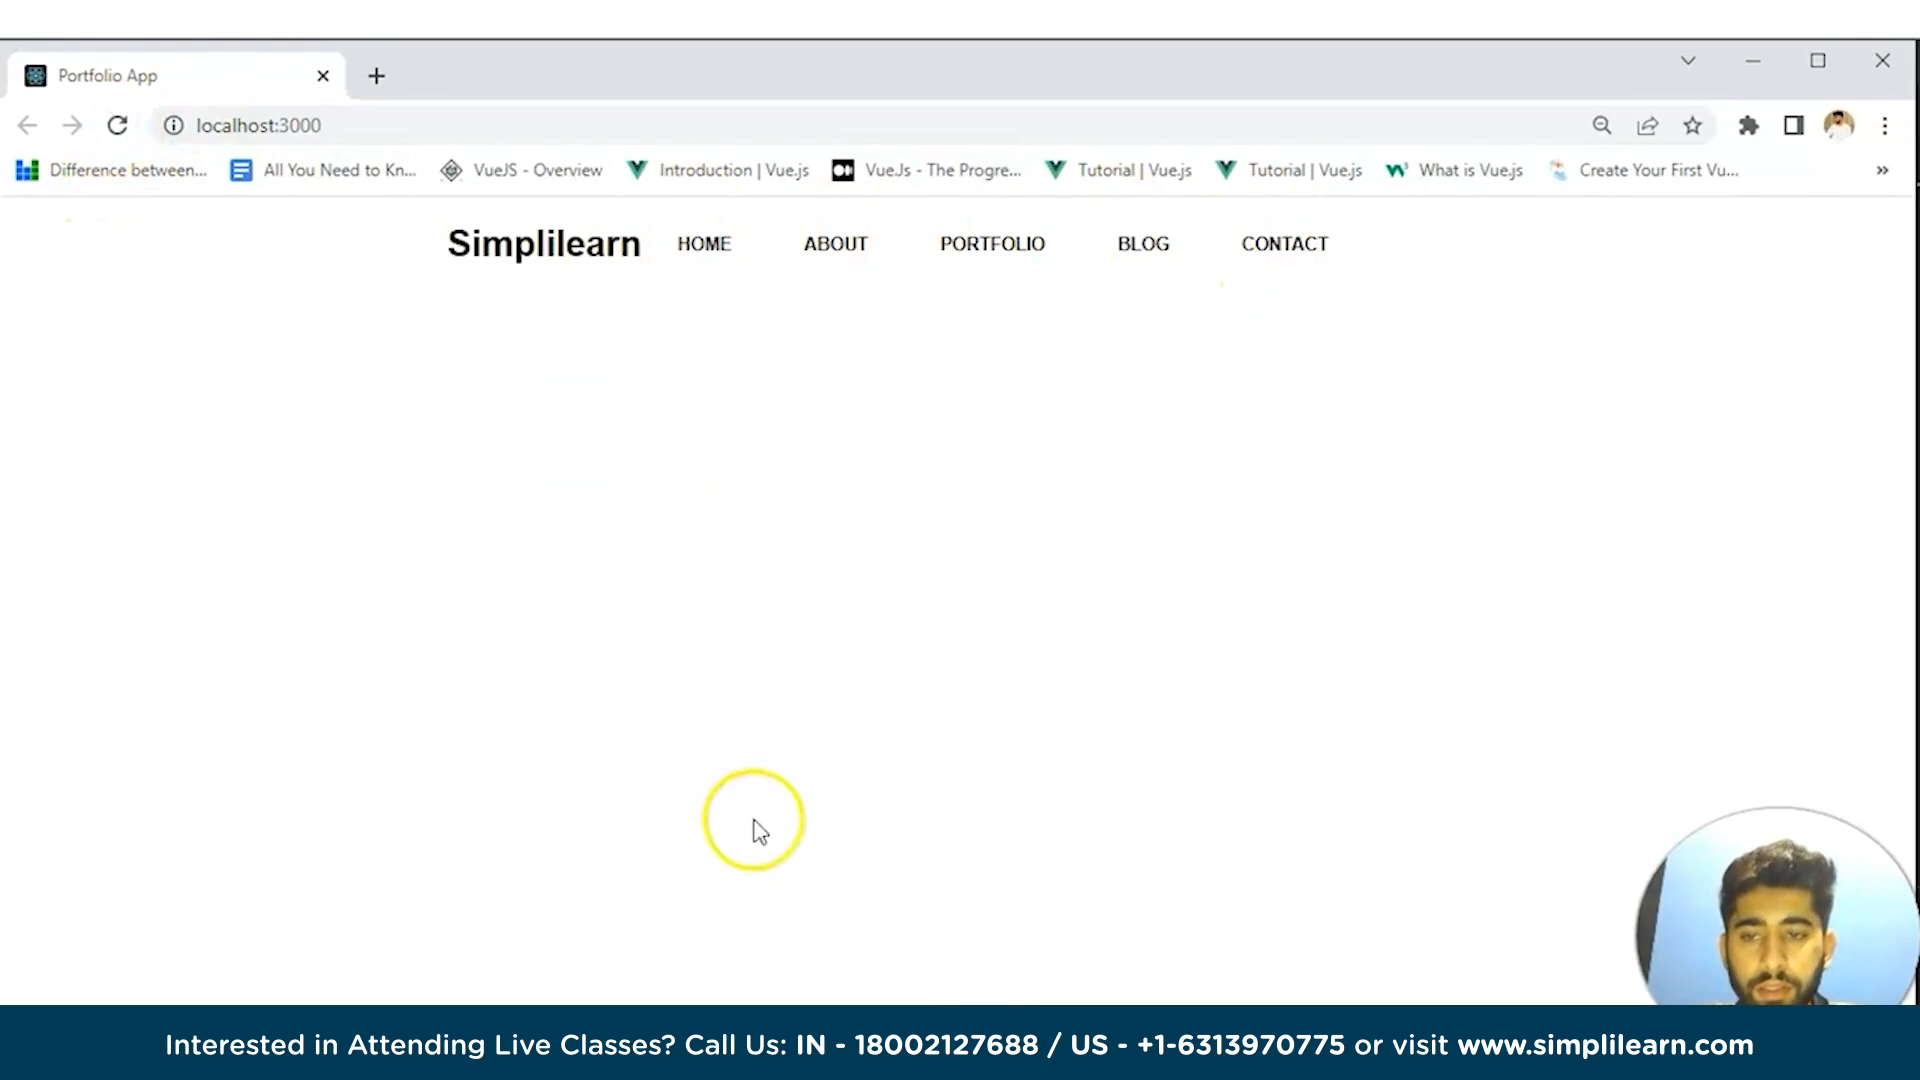 Portfolio App
localhost:3000
Difference between... All You Need to Kn... VueJS - Overview Introduction | Vue.js VueJs - The Progre... Tutorial | Vue.js Tutorial | Vue.js What is Vue.js Create Your First Vu... »
Simplilearn HOME ABOUT PORTFOLIO BLOG CONTACT
Interested in Attending Live Classes? Call Us: IN - 18002127688 / US - +1-6313970775 or visit www.simplilearn.com